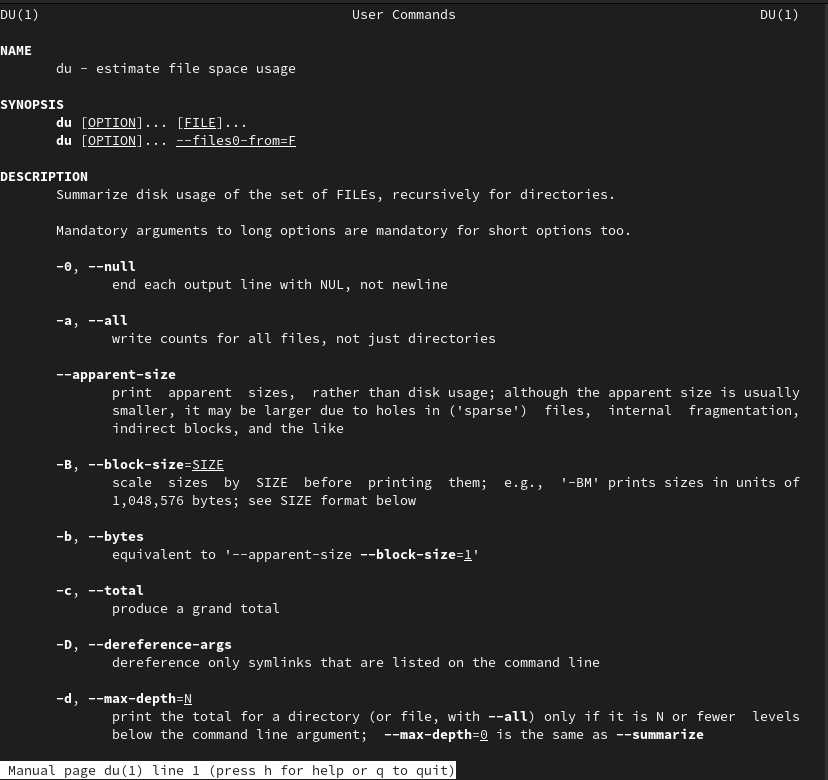 DU(1)                                       User Commands                                      DU(1)
NAME
       du - estimate file space usage
SYNOPSIS
       du [OPTION]... [FILE]...
       du [OPTION]... --files0-from=F
DESCRIPTION
       Summarize disk usage of the set of FILEs, recursively for directories.
       Mandatory arguments to long options are mandatory for short options too.
       -0, --null
              end each output line with NUL, not newline
       -a, --all
              write counts for all files, not just directories
       --apparent-size
              print  apparent  sizes,  rather than disk usage; although the apparent size is usually
              smaller, it may be larger due to holes in ('sparse')  files,  internal  fragmentation,
              indirect blocks, and the like
       -B, --block-size=SIZE
              scale  sizes  by  SIZE  before  printing  them;  e.g.,  '-BM' prints sizes in units of
              1,048,576 bytes; see SIZE format below
       -b, --bytes
              equivalent to '--apparent-size --block-size=1'
       -c, --total
              produce a grand total
       -D, --dereference-args
              dereference only symlinks that are listed on the command line
       -d, --max-depth=N
              print the total for a directory (or file, with --all) only if it is N or fewer  levels
              below the command line argument;  --max-depth=0 is the same as --summarize
 Manual page du(1) line 1 (press h for help or q to quit)